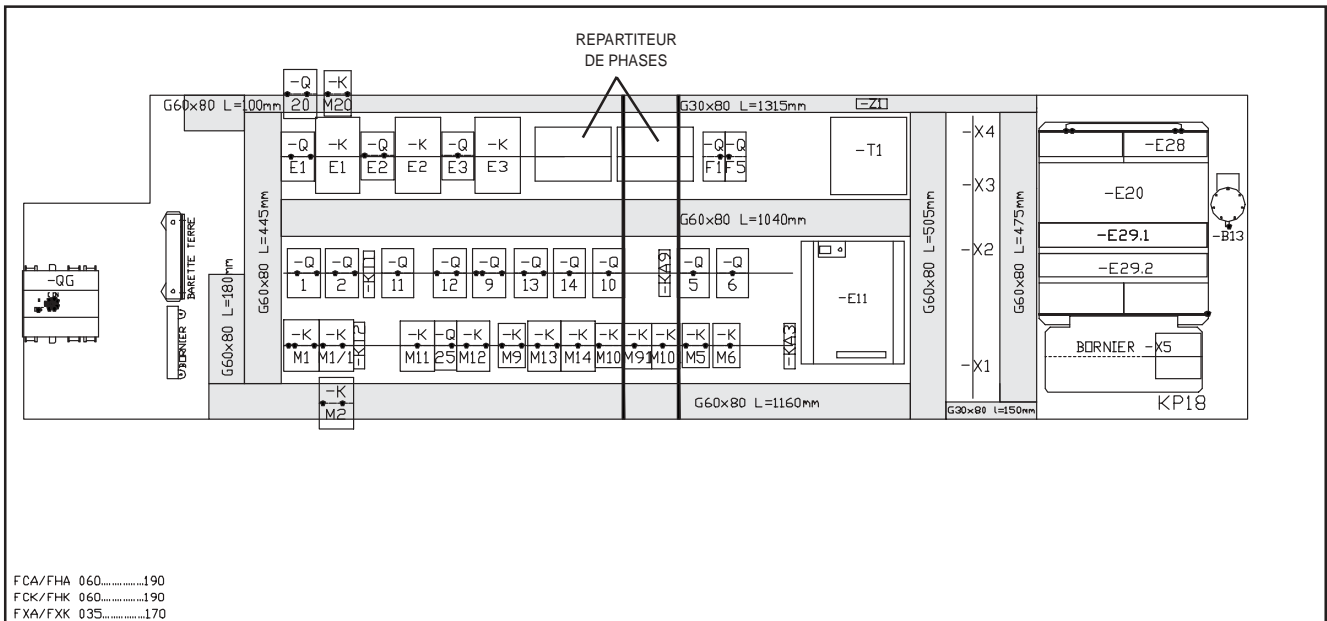 REPARTITEUR
DE PHASES
-Q
20
-K
M20
G60x80 L=100mm
G30x80 L=1315mm
-Z1
-Q
E1
-K
E1
-Q
E2
-K
E2
-Q
E3
-K
E3
-Q
F1
-Q
F5
-T1
-X4
-X3
-X2
-X1
-E28
-E20
-E29.1
-E29.2
-B13
G60x80 L=445mm
G60x80 L=1040mm
G60x80 L=505mm
G60x80 L=475mm
BARETTE TERRE
-QG
BORNIER
G60x80 L=180mm
-Q
1
-Q
2
-Q
11
-Q
12
-Q
9
-Q
13
-Q
14
-Q
10
-KA9
-Q
5
-Q
6
-E11
-K
M1
-K
M1/1
-K
M11
-Q
25
-K
M12
-K
M9
-K
M13
-K
M14
-K
M10
-K
M91
-K
M10
-K
M5
-K
M6
-KA3
BORNIER -X5
KP18
-K
M2
G60x80 L=1160mm
G30x80 l=150mm
FCA/FHA 060...............190
FCK/FHK 060...............190
FXA/FXK 035...............170